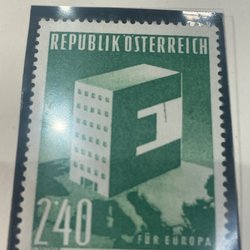 REPUBLIK ÖSTERREICH
E
FÜR EUROPA
2'40